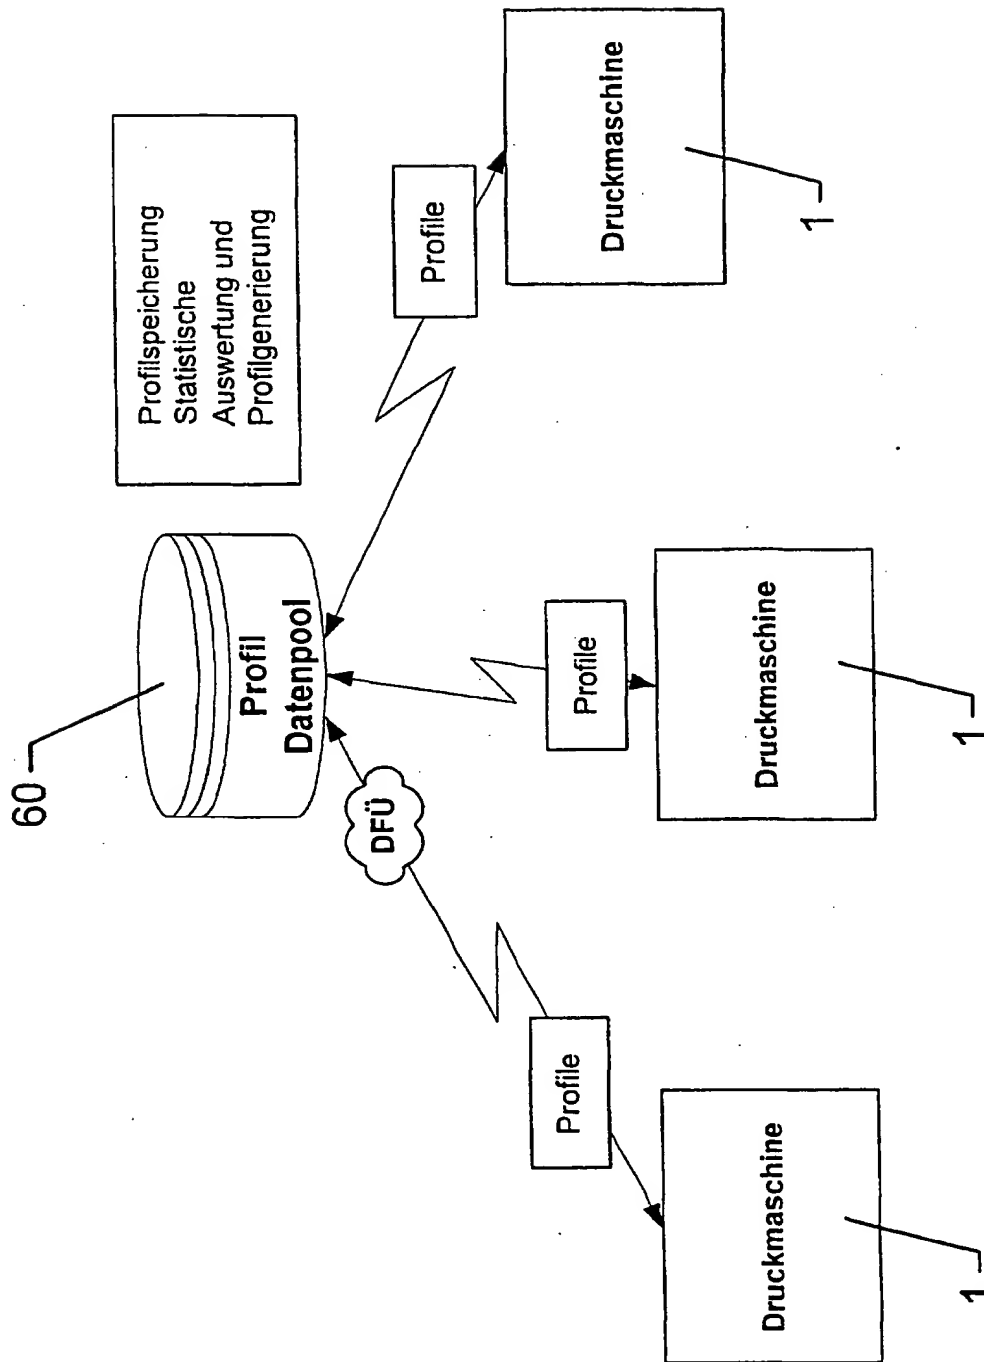 60
Profil
Datenpool
Profilspeicherung
Statistische
Auswertung und
Profilgenerierung
DFÜ
Profile
Profile
Profile
Druckmaschine
Druckmaschine
Druckmaschine
1
1
1